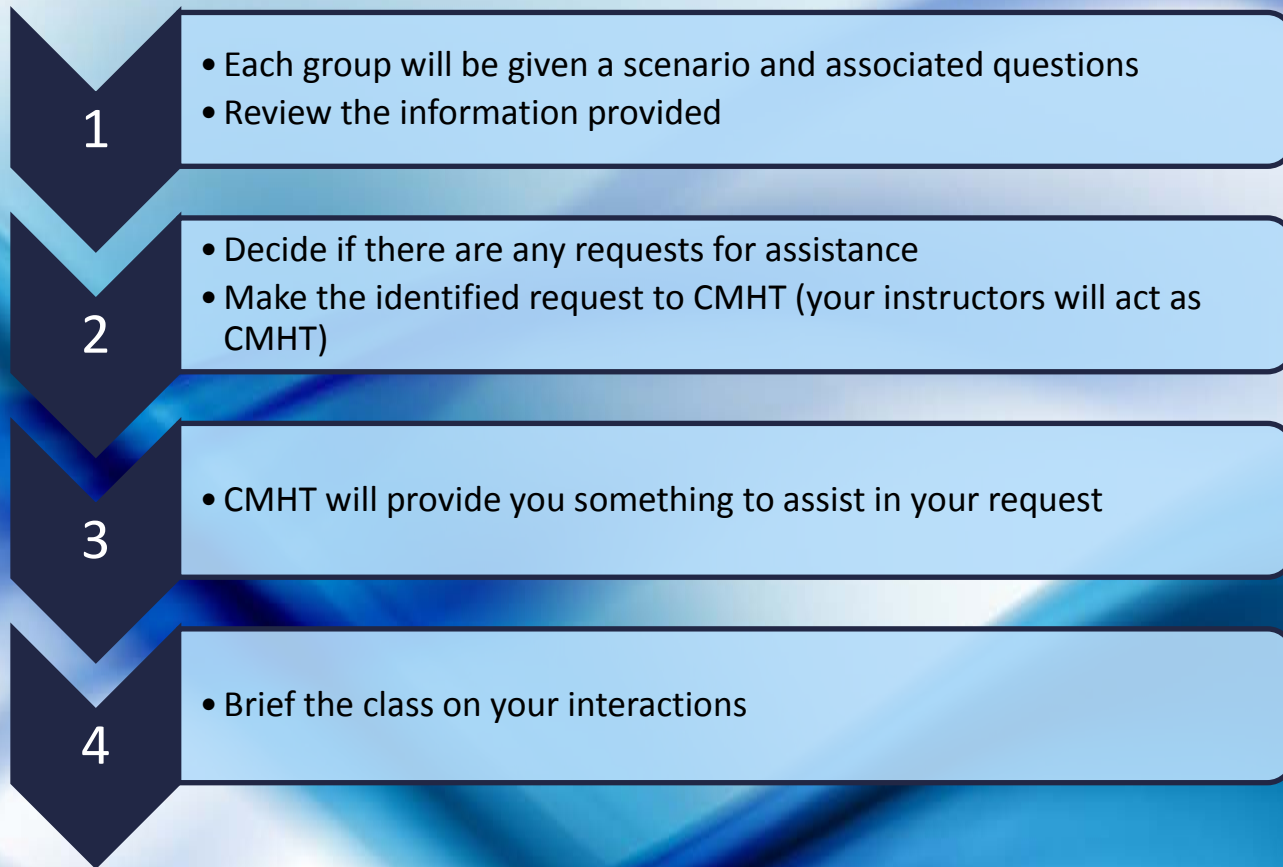 1
• Each group will be given a scenario and associated questions
• Review the information provided
2
• Decide if there are any requests for assistance
• Make the identified request to CMHT (your instructors will act as
CMHT)
3
• CMHT will provide you something to assist in your request
4
• Brief the class on your interactions